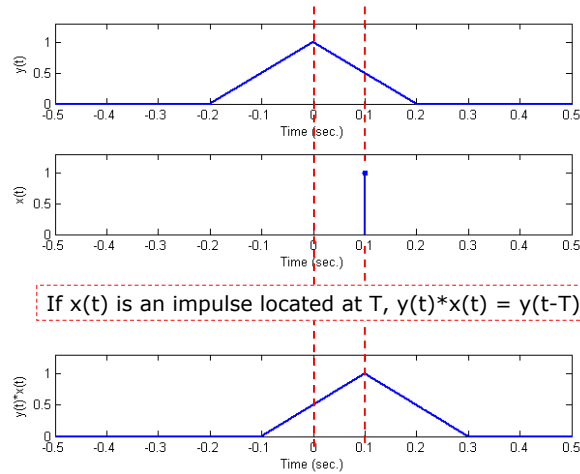 y(t)
1
0.5
0
-0.5 -0.4 -0.3 -0.2 -0.1 0 0.1 0.2 0.3 0.4 0.5
Time (sec.)
x(t)
1
0.5
0
-0.5 -0.4 -0.3 -0.2 -0.1 0 0.1 0.2 0.3 0.4 0.5
Time (sec.)
If x(t) is an impulse located at T, y(t)*x(t) = y(t-T)
y(t)*x(t)
1
0.5
0
-0.5 -0.4 -0.3 -0.2 -0.1 0 0.1 0.2 0.3 0.4 0.5
Time (sec.)